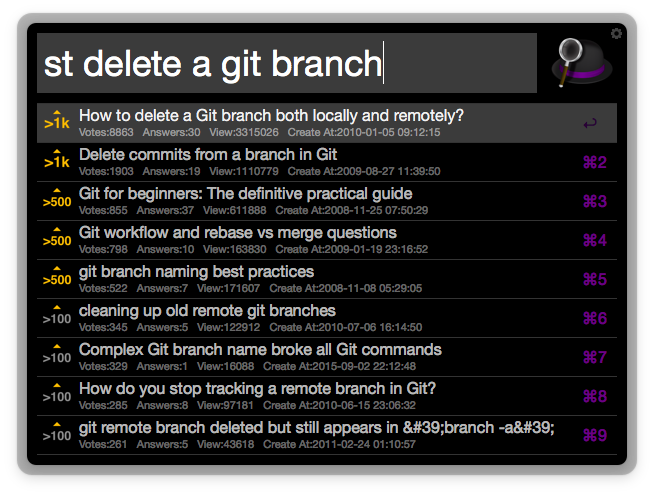 st delete a git branch
>1k
How to delete a Git branch both locally and remotely?
Votes:8863 Answers:30 View:3315026 Create At:2010-01-05 09:12:15
↩
>1k
Delete commits from a branch in Git
Votes:1903 Answers:19 View:1110779 Create At:2009-08-27 11:39:50
⌘2
>500
Git for beginners: The definitive practical guide
Votes:855 Answers:37 View:611888 Create At:2008-11-25 07:50:29
⌘3
>500
Git workflow and rebase vs merge questions
Votes:798 Answers:10 View:163830 Create At:2009-01-19 23:16:52
⌘4
>500
git branch naming best practices
Votes:522 Answers:7 View:171607 Create At:2008-11-08 05:29:05
⌘5
>100
cleaning up old remote git branches
Votes:345 Answers:5 View:122912 Create At:2010-07-06 16:14:50
⌘6
>100
Complex Git branch name broke all Git commands
Votes:329 Answers:1 View:16088 Create At:2015-09-02 22:12:48
⌘7
>100
How do you stop tracking a remote branch in Git?
Votes:285 Answers:8 View:97181 Create At:2010-06-15 23:06:32
⌘8
>100
git remote branch deleted but still appears in &#39;branch -a&#39;
Votes:261 Answers:5 View:43618 Create At:2011-02-24 01:10:57
⌘9